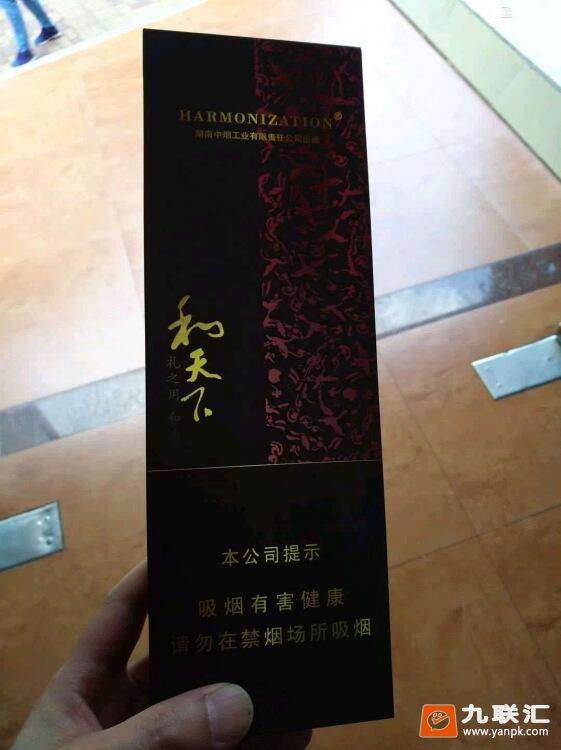 HARMONIZATION®
湖南中烟工业有限责任公司出品
和天下
礼之用 和
本公司提示
吸烟有害健康
请勿在禁烟场所吸烟
九联汇
www.yanpk.com